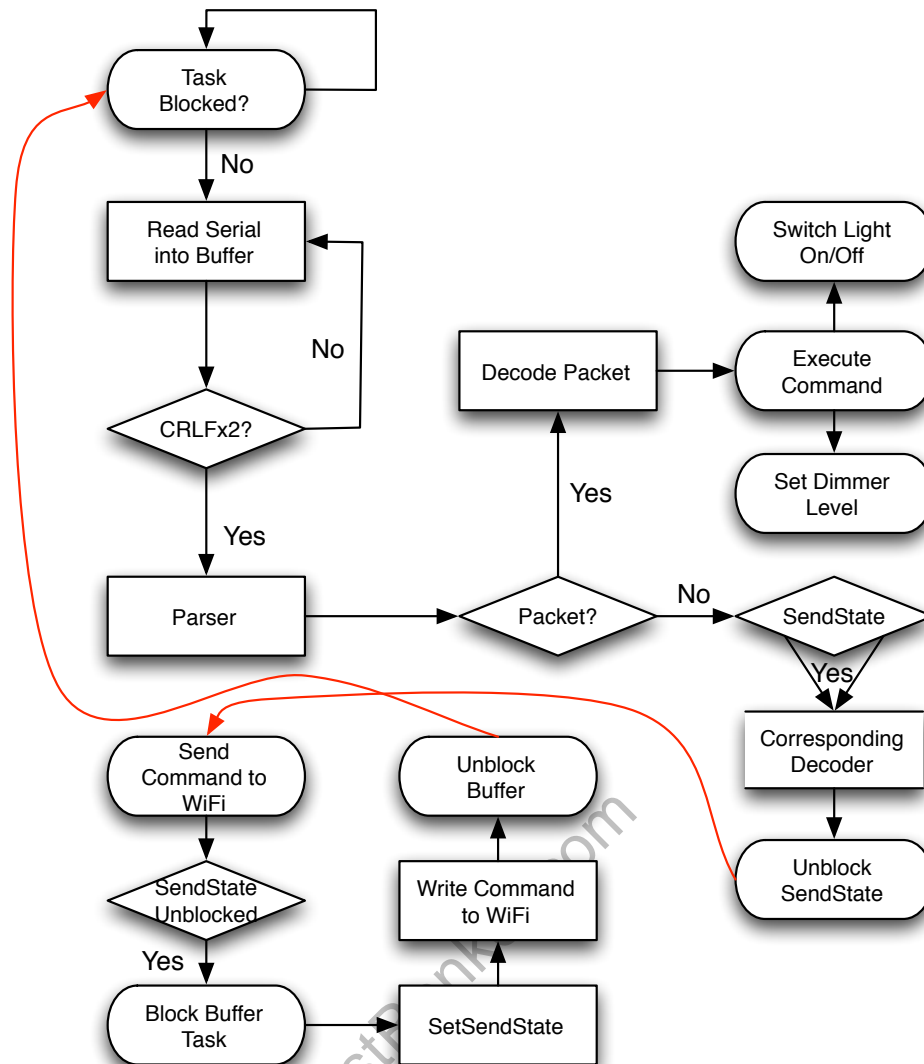 Task
Blocked?
No
Read Serial
into Buffer
No
CRLFx2?
Yes
Parser
Switch Light
On/Off
Decode Packet
Execute
Command
Set Dimmer
Level
Yes
Packet?
No
SendState
Yes
Corresponding
Decoder
Unblock
SendState
Send
Command to
WiFi
SendState
Unblocked
Yes
Block Buffer
Task
SetSendState
Write Command
to WiFi
Unblock
Buffer